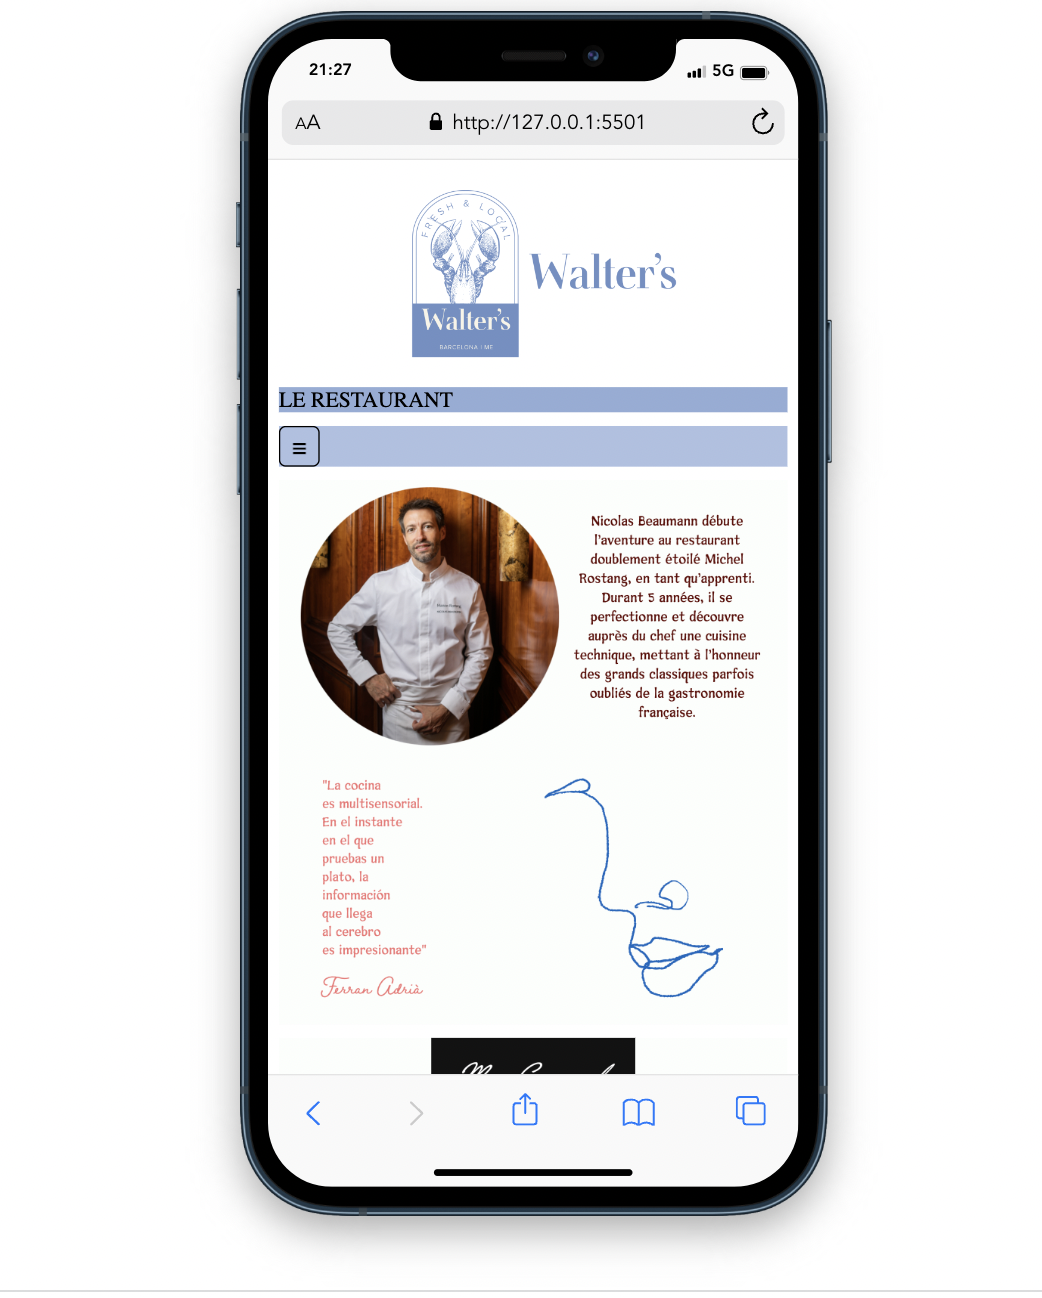 21:27
5G
AA
http://127.0.0.1:5501
FRESH & LOCAL
Walter's
BARCELONA / ME
Walter's
LE RESTAURANT
Nicolas Beaumann débute
l'aventure au restaurant
doublement étoilé Michel
Rostang, en tant qu'apprenti.
Durant 5 années, il se
perfectionne et découvre
auprès du chef une cuisine
technique, mettant à l'honneur
des grands classiques parfois
oubliés de la gastronomie
française.
"La cocina
es multisensorial.
En el instante
en el que
pruebas un
plato, la
información
que llega
al cerebro
es impresionante"
Ferran Adrià